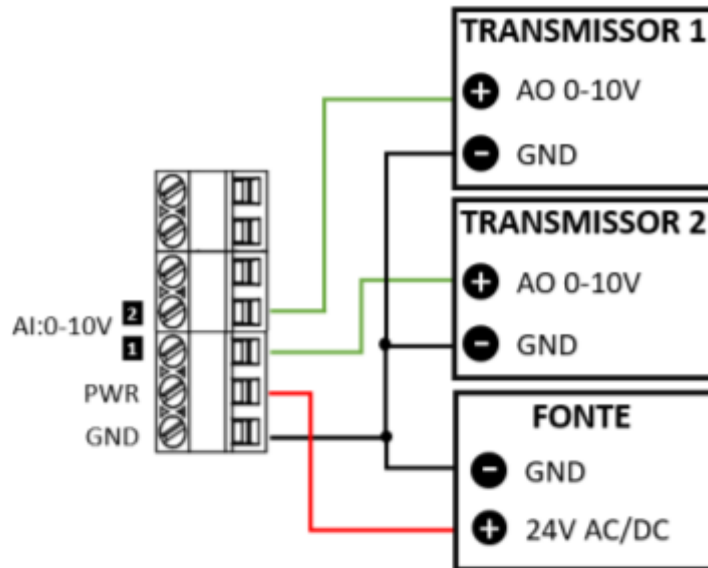 TRANSMISSOR 1
AO 0-10V
GND
TRANSMISSOR 2
AO 0-10V
GND
FONTE
GND
24V AC/DC
AI:0-10V
2
1
PWR
GND